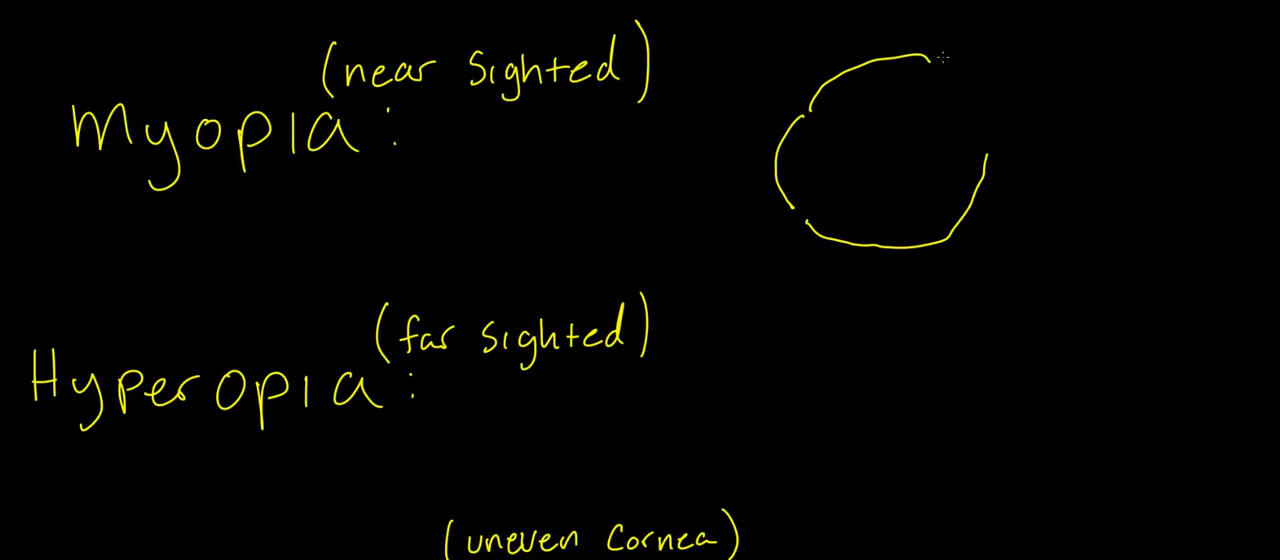 (near sighted)
Myopia:
(far sighted)
Hyperopia:
(uneven cornea)